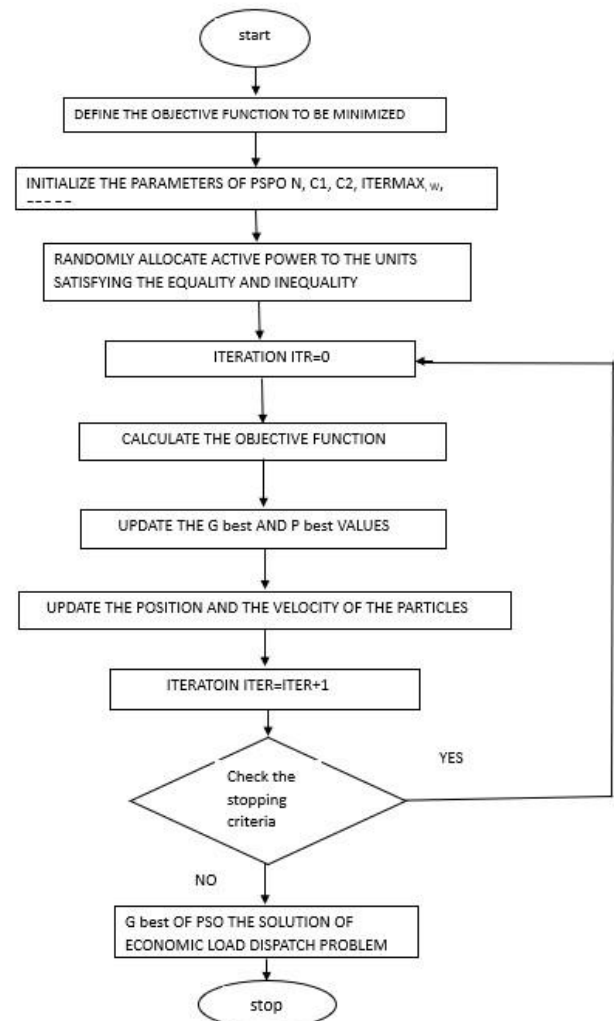 start
DEFINE THE OBJECTIVE FUNCTION TO BE MINIMIZED
INITIALIZE THE PARAMETERS OF PSPO N, C1, C2, ITERMAX, W,
-----
RANDOMLY ALLOCATE ACTIVE POWER TO THE UNITS
SATISFYING THE EQUALITY AND INEQUALITY
ITERATION ITR=0
CALCULATE THE OBJECTIVE FUNCTION
UPDATE THE G best AND P best VALUES
UPDATE THE POSITION AND THE VELOCITY OF THE PARTICLES
ITERATOIN ITER=ITER+1
YES
Check the
stopping
criteria
NO
G best OF PSO THE SOLUTION OF
ECONOMIC LOAD DISPATCH PROBLEM
stop